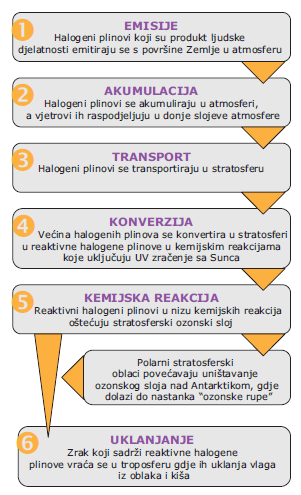 1 EMISIJE
Halogeni plinovi koji su produkt ljudske
djelatnosti emitiraju se s površine Zemlje u atmosferu
2 AKUMULACIJA
Halogeni plinovi se akumuliraju u atmosferi,
a vjetrovi ih raspodjeljuju u donje slojeve atmosfere
3 TRANSPORT
Halogeni plinovi se transportiraju u stratosferu
4 KONVERZIJA
Većina halogenih plinova se konvertira u stratosferi
u reaktivne halogene plinove u kemijskim reakcijama
koje uključuju UV zračenje sa Sunca
5 KEMIJSKA REAKCIJA
Reaktivni halogeni plinovi u nizu kemijskih reakcija
oštećuju stratosferski ozonski sloj
Polarni stratosferski
oblaci povećavaju uništavanje
ozonskog sloja nad Antarktikom, gdje
dolazi do nastanka “ozonske rupe”
6 UKLANJANJE
Zrak koji sadrži reaktivne halogene
plinove vraća se u troposferu gdje ih uklanja vlaga
iz oblaka i kiša